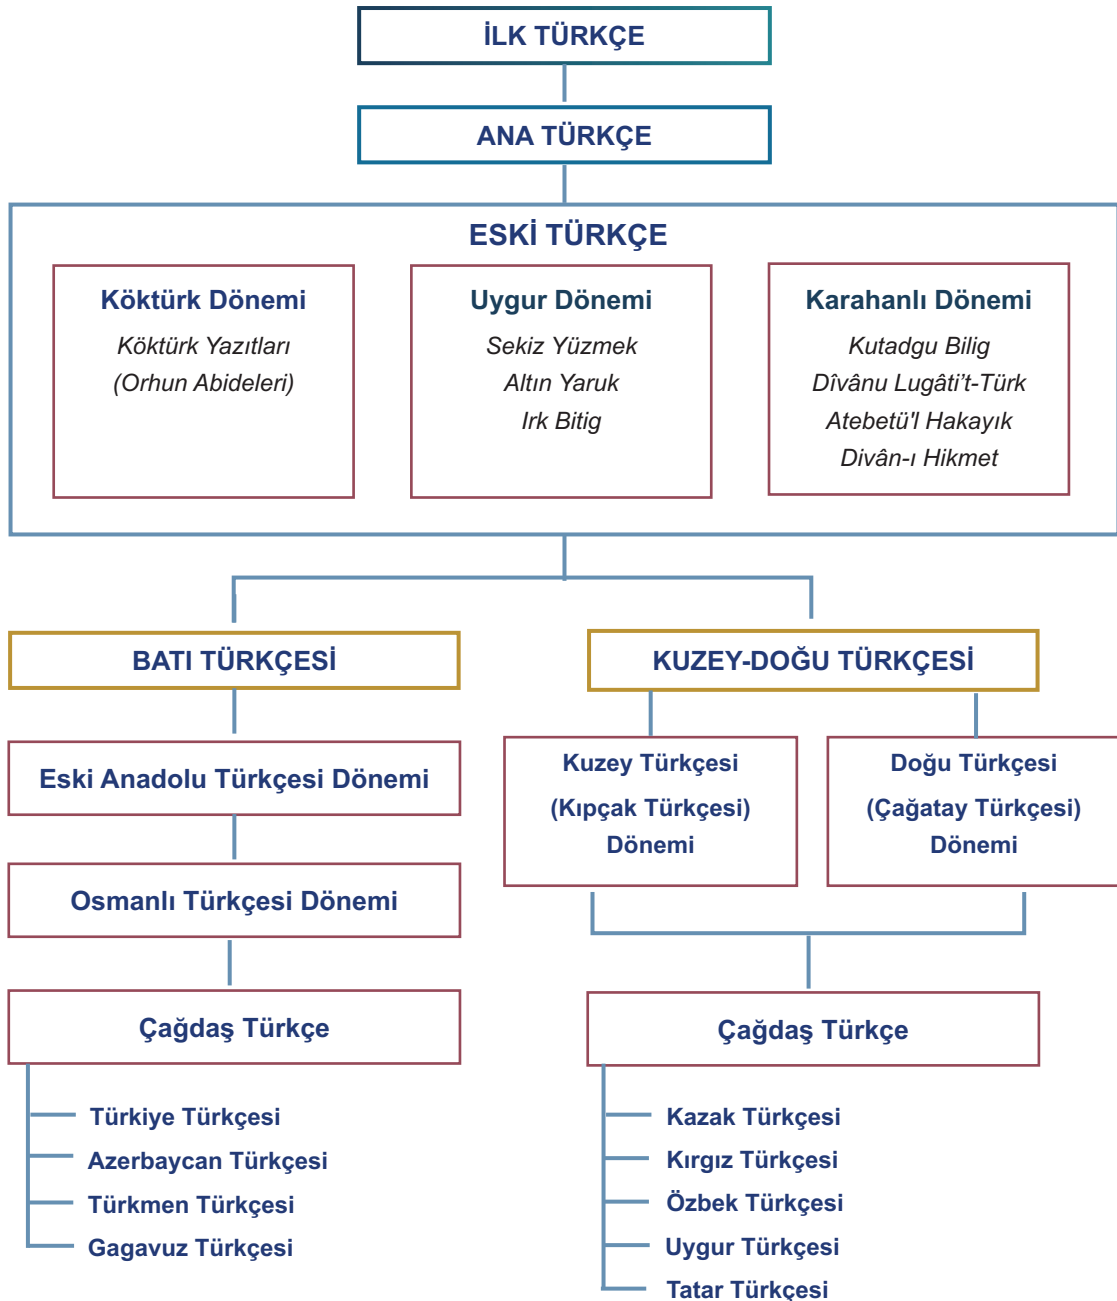 İLK TÜRKÇE
ANA TÜRKÇE
ESKİ TÜRKÇE
Köktürk Dönemi
Köktürk Yazıtları
(Orhun Abideleri)
Uygur Dönemi
Sekiz Yüzmek
Altın Yaruk
Irk Bitig
Karahanlı Dönemi
Kutadgu Bilig
Dîvânu Lugâti’t-Türk
Atebetü'l Hakayık
Divân-ı Hikmet
BATI TÜRKÇESİ
Eski Anadolu Türkçesi Dönemi
Osmanlı Türkçesi Dönemi
Çağdaş Türkçe
Türkiye Türkçesi
Azerbaycan Türkçesi
Türkmen Türkçesi
Gagavuz Türkçesi
KUZEY-DOĞU TÜRKÇESİ
Kuzey Türkçesi
(Kıpçak Türkçesi)
Dönemi
Doğu Türkçesi
(Çağatay Türkçesi)
Dönemi
Çağdaş Türkçe
Kazak Türkçesi
Kırgız Türkçesi
Özbek Türkçesi
Uygur Türkçesi
Tatar Türkçesi